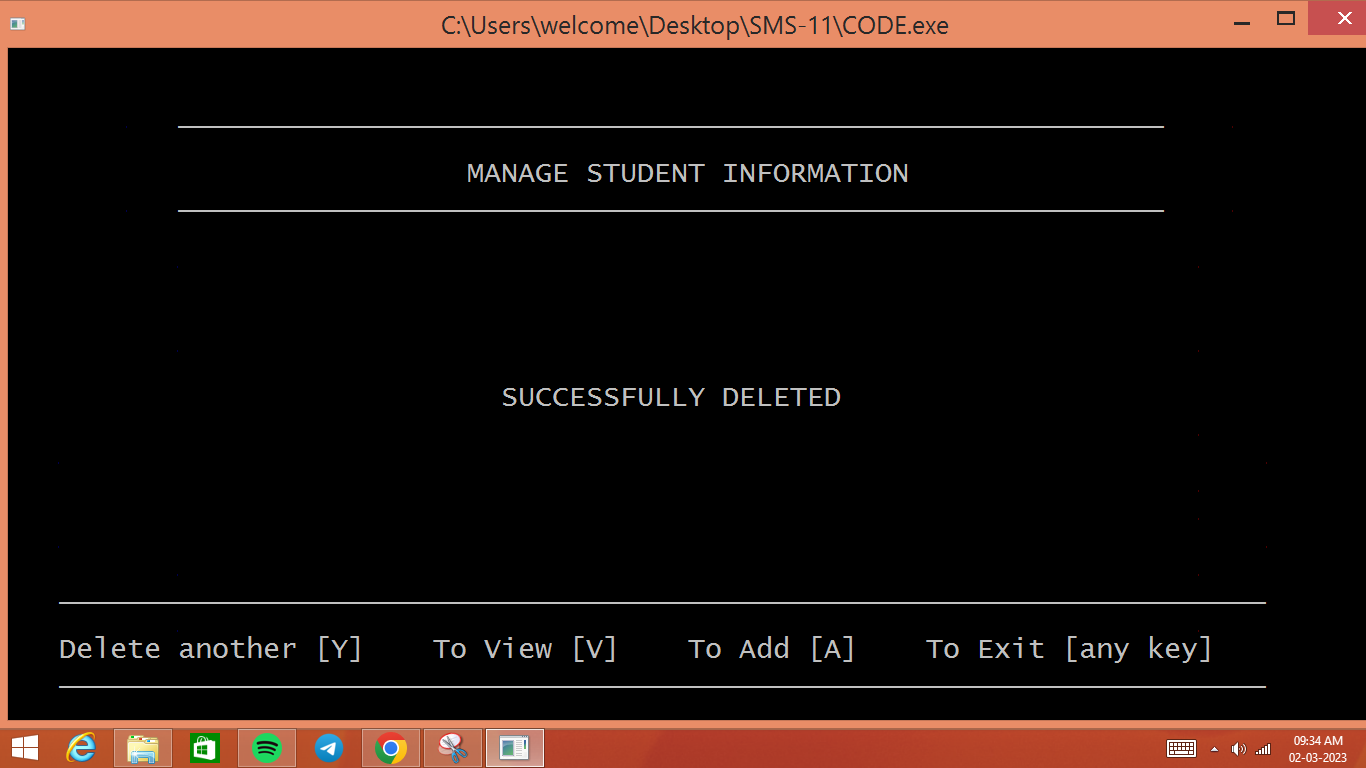 C:\Users\welcome\Desktop\SMS-11\CODE.exe
MANAGE STUDENT INFORMATION
SUCCESSFULLY DELETED
Delete another [Y] To View [V] To Add [A] To Exit [any key]
09:34 AM
02-03-2023